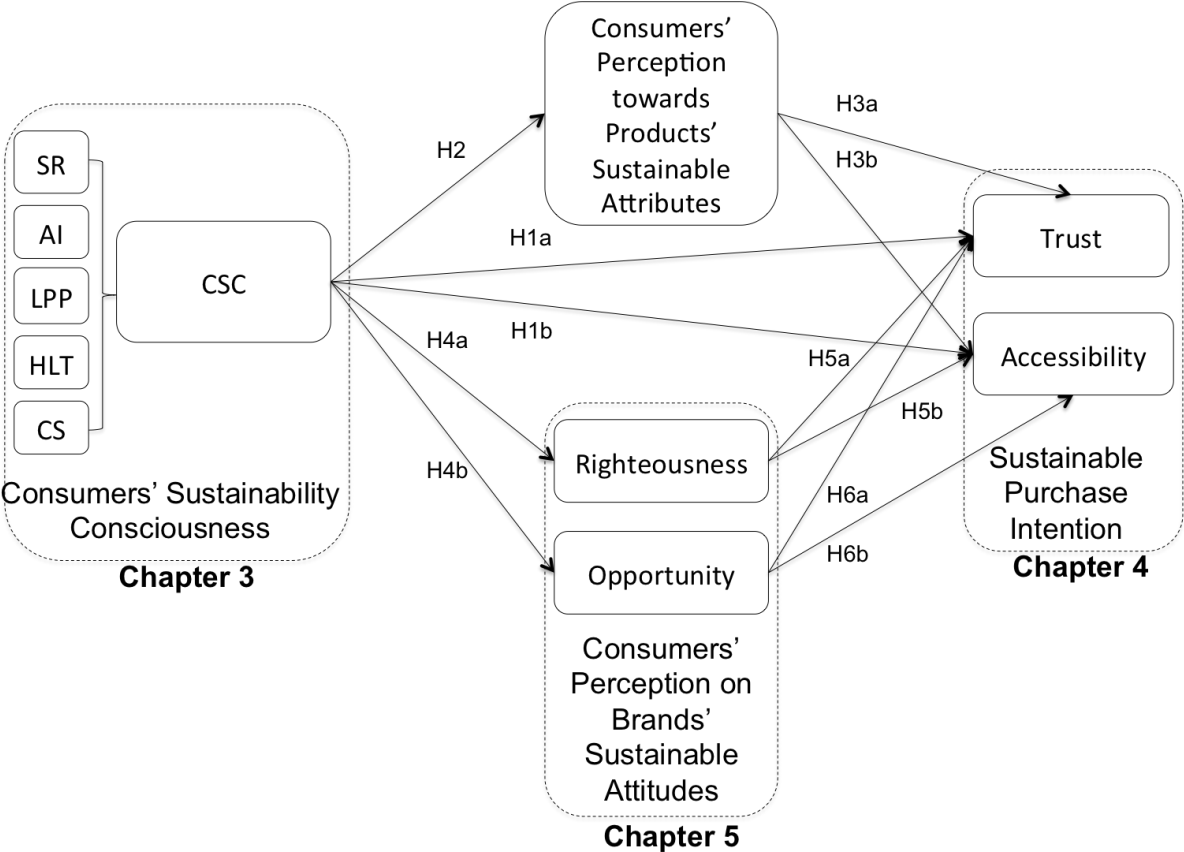 SR
AI
LPP
HLT
CS
CSC
Consumers’ Sustainability
Consciousness
Chapter 3
H2
H1a
H1b
H4a
H4b
Consumers’
Perception
towards
Products’
Sustainable
Attributes
Righteousness
Opportunity
Consumers’
Perception on
Brands’
Sustainable
Attitudes
Chapter 5
H3a
H3b
H5a
H5b
H6a
H6b
Trust
Accessibility
Sustainable
Purchase
Intention
Chapter 4